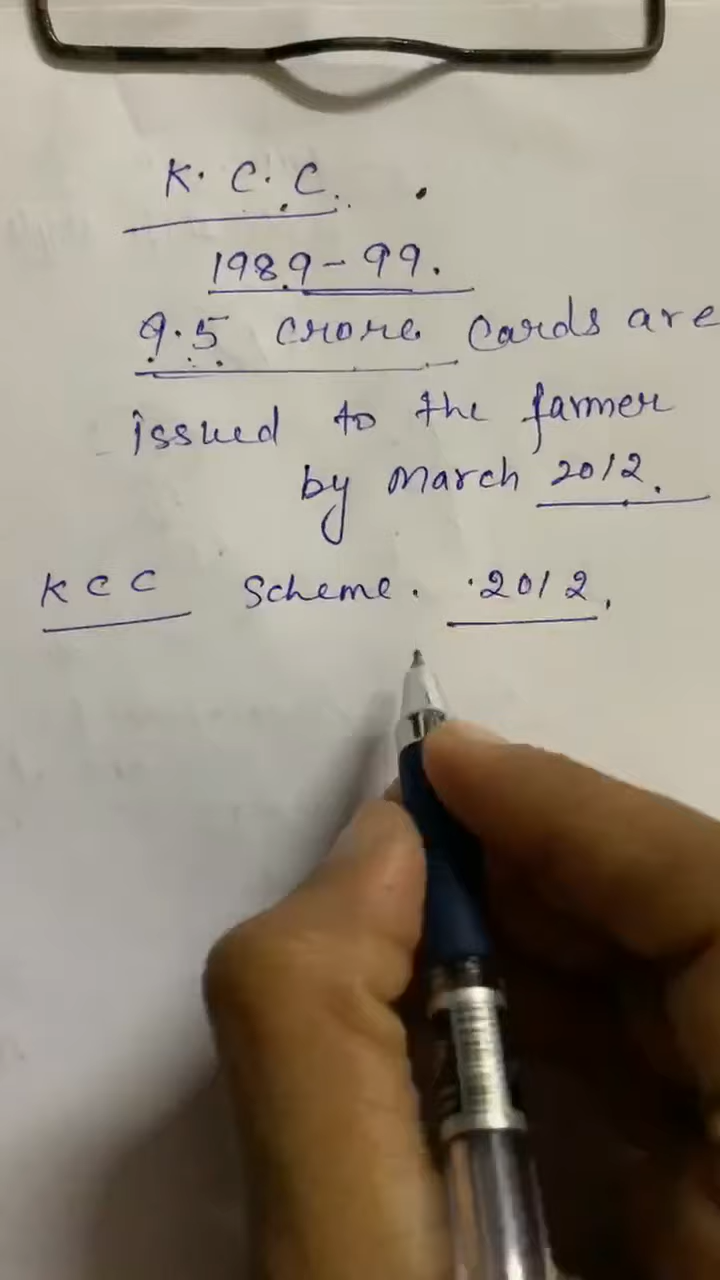 K. C. C.
1989-99.
9.5 crore cards are
issued to the farmer
by March 2012.
KCC Scheme. 2012.